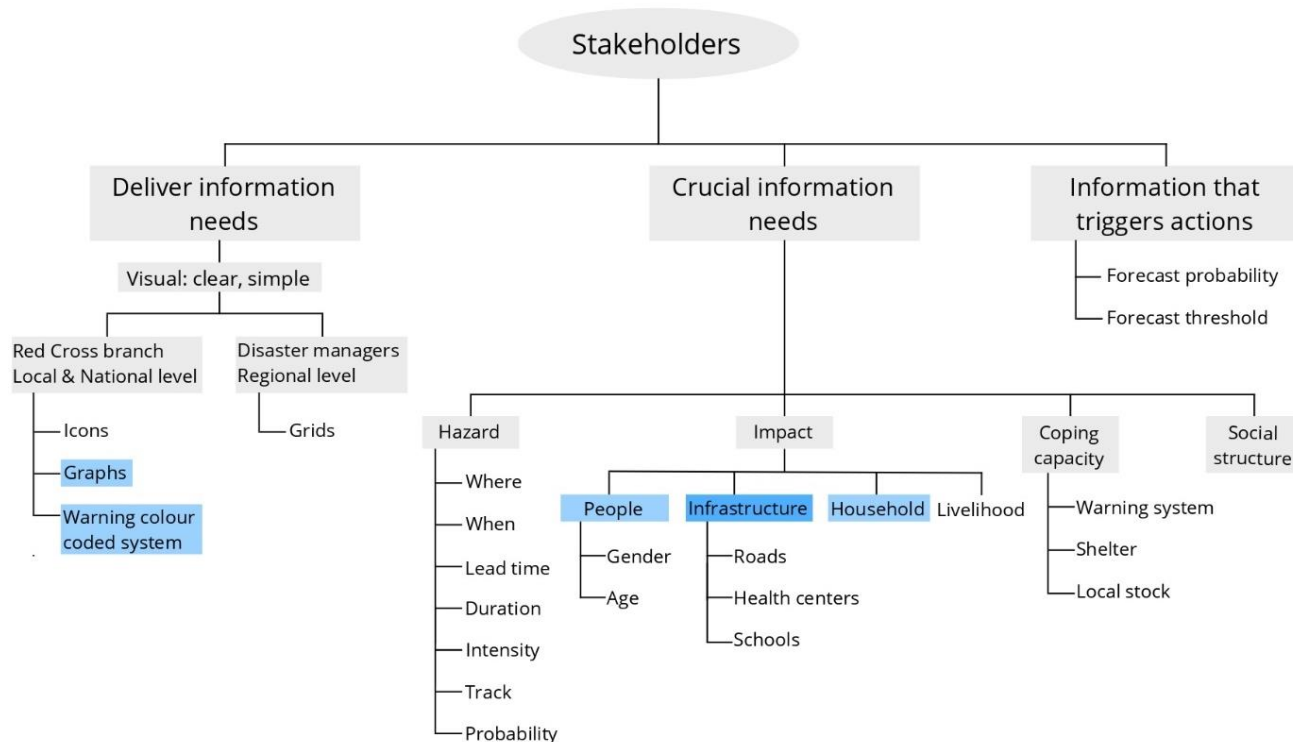 Stakeholders
Deliver information
needs
Crucial information
needs
Information that
triggers actions
Visual: clear, simple
Forecast probability
Forecast threshold
Red Cross branch
Local & National level
Disaster managers
Regional level
Icons
Graphs
Warning colour
coded system
Grids
Hazard
Where
When
Lead time
Duration
Intensity
Track
Probability
Impact
People
Gender
Age
Infrastructure
Roads
Health centers
Schools
Household
Livelihood
Coping
capacity
Warning system
Shelter
Local stock
Social
structure